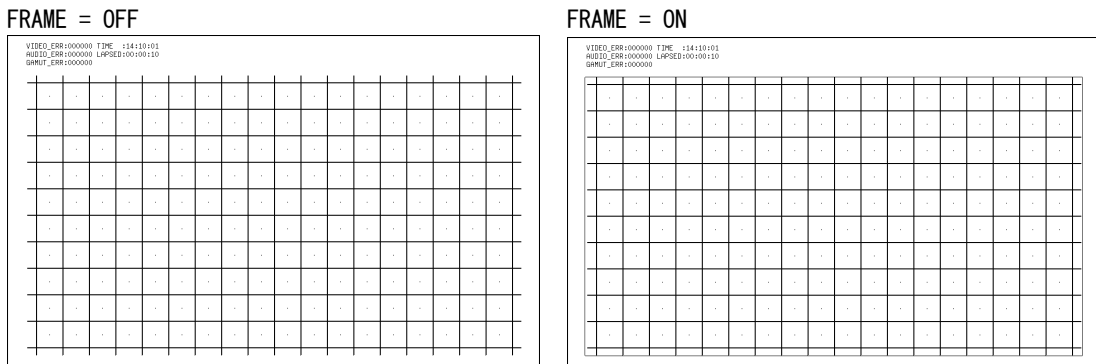 FRAME = OFF
VIDEO_ERR:000000 TIME  :14:10:01
AUDIO_ERR:000000 LAPSED:00:00:10
GAMUT_ERR:000000
FRAME = ON
VIDEO_ERR:000000 TIME  :14:10:01
AUDIO_ERR:000000 LAPSED:00:00:10
GAMUT_ERR:000000